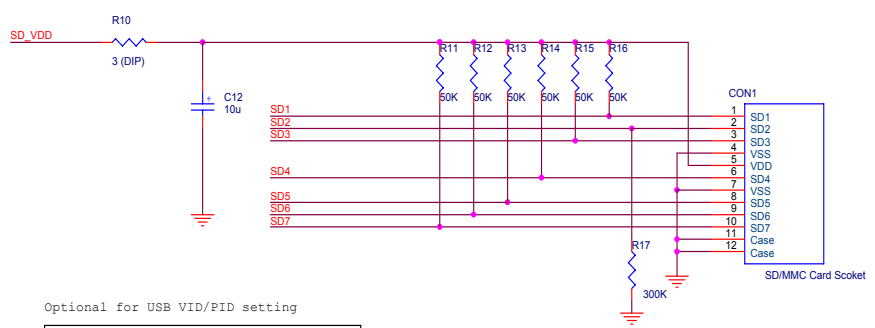 R10
SD_VDD
3 (DIP)
R11 R12 R13 R14 R15 R16
C12
10u
50K 50K 50K 50K 50K 50K
CON1
SD1
SD2
SD3
SD4
SD5
SD6
SD7
1 SD1
2 SD2
3 SD3
4 VSS
5 VDD
6 SD4
7 VSS
8 SD5
9 SD6
10 SD7
11 Case
12 Case
R17
300K
SD/MMC Card Scoket
Optional for USB VID/PID setting